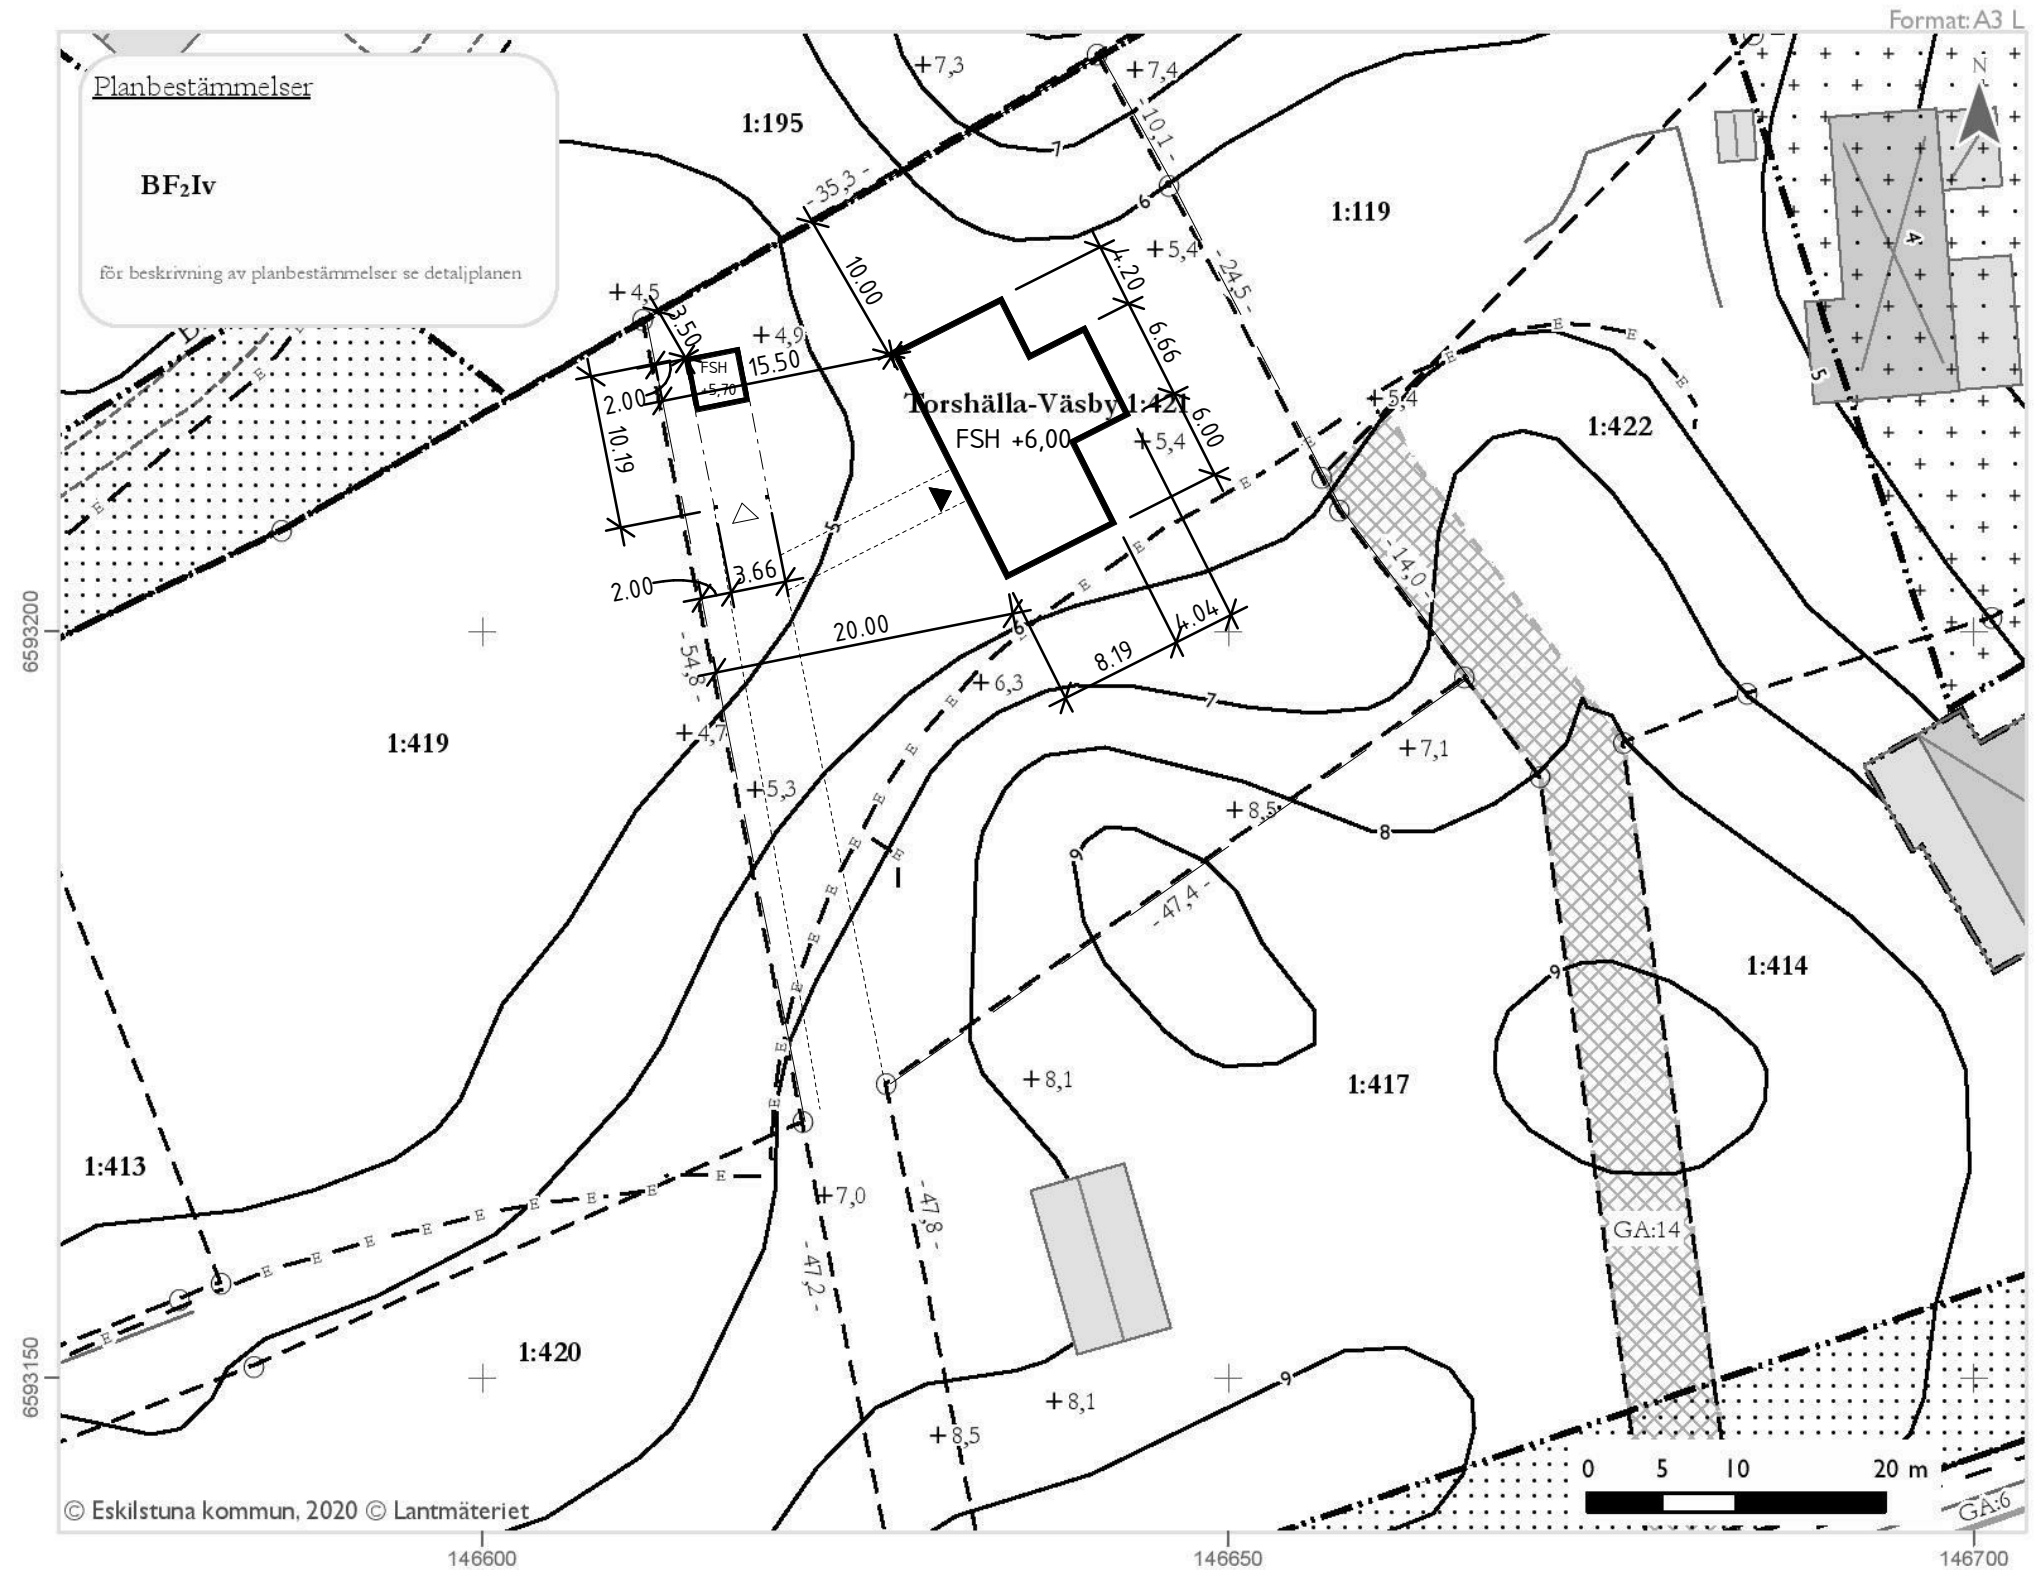 Format: A3 L
Planbestämmelser
BF₂Iv
för beskrivning av planbestämmelser se detaljplanen
+7,3
+7,4
N
1:195
-10,1-
7
-35,3-
6
1:119
4
+5,4
4.20
-24,5-
10.00
+4,5
3.50
+4,9
E
FSH
+5,70
15.50
6.66
E
E
E
E
5
2.00
Torshälla-Väsby 1:421
+5,4
1:422
10.19
FSH +6,00
+5,4
6.00
E
E
E
E
5
E
-14,0-
2.00
3.66
E
6593200
20.00
6
4.04
8.19
-54,8-
+6,3
E
7
1:419
+4,7
E
+7,1
+5,3
E
+8,5
8
E
E
9
E
-47,4-
E
9
1:414
E
E
+8,1
1:417
E
1:413
E
E
+7,0
-47,8-
E
E
E
E
E
GA:14
E
E
-47,2-
E
1:420
6593150
9
+8,1
+8,5
0 5 10 20 m
© Eskilstuna kommun, 2020 © Lantmäteriet
GA:6
146600
146650
146700